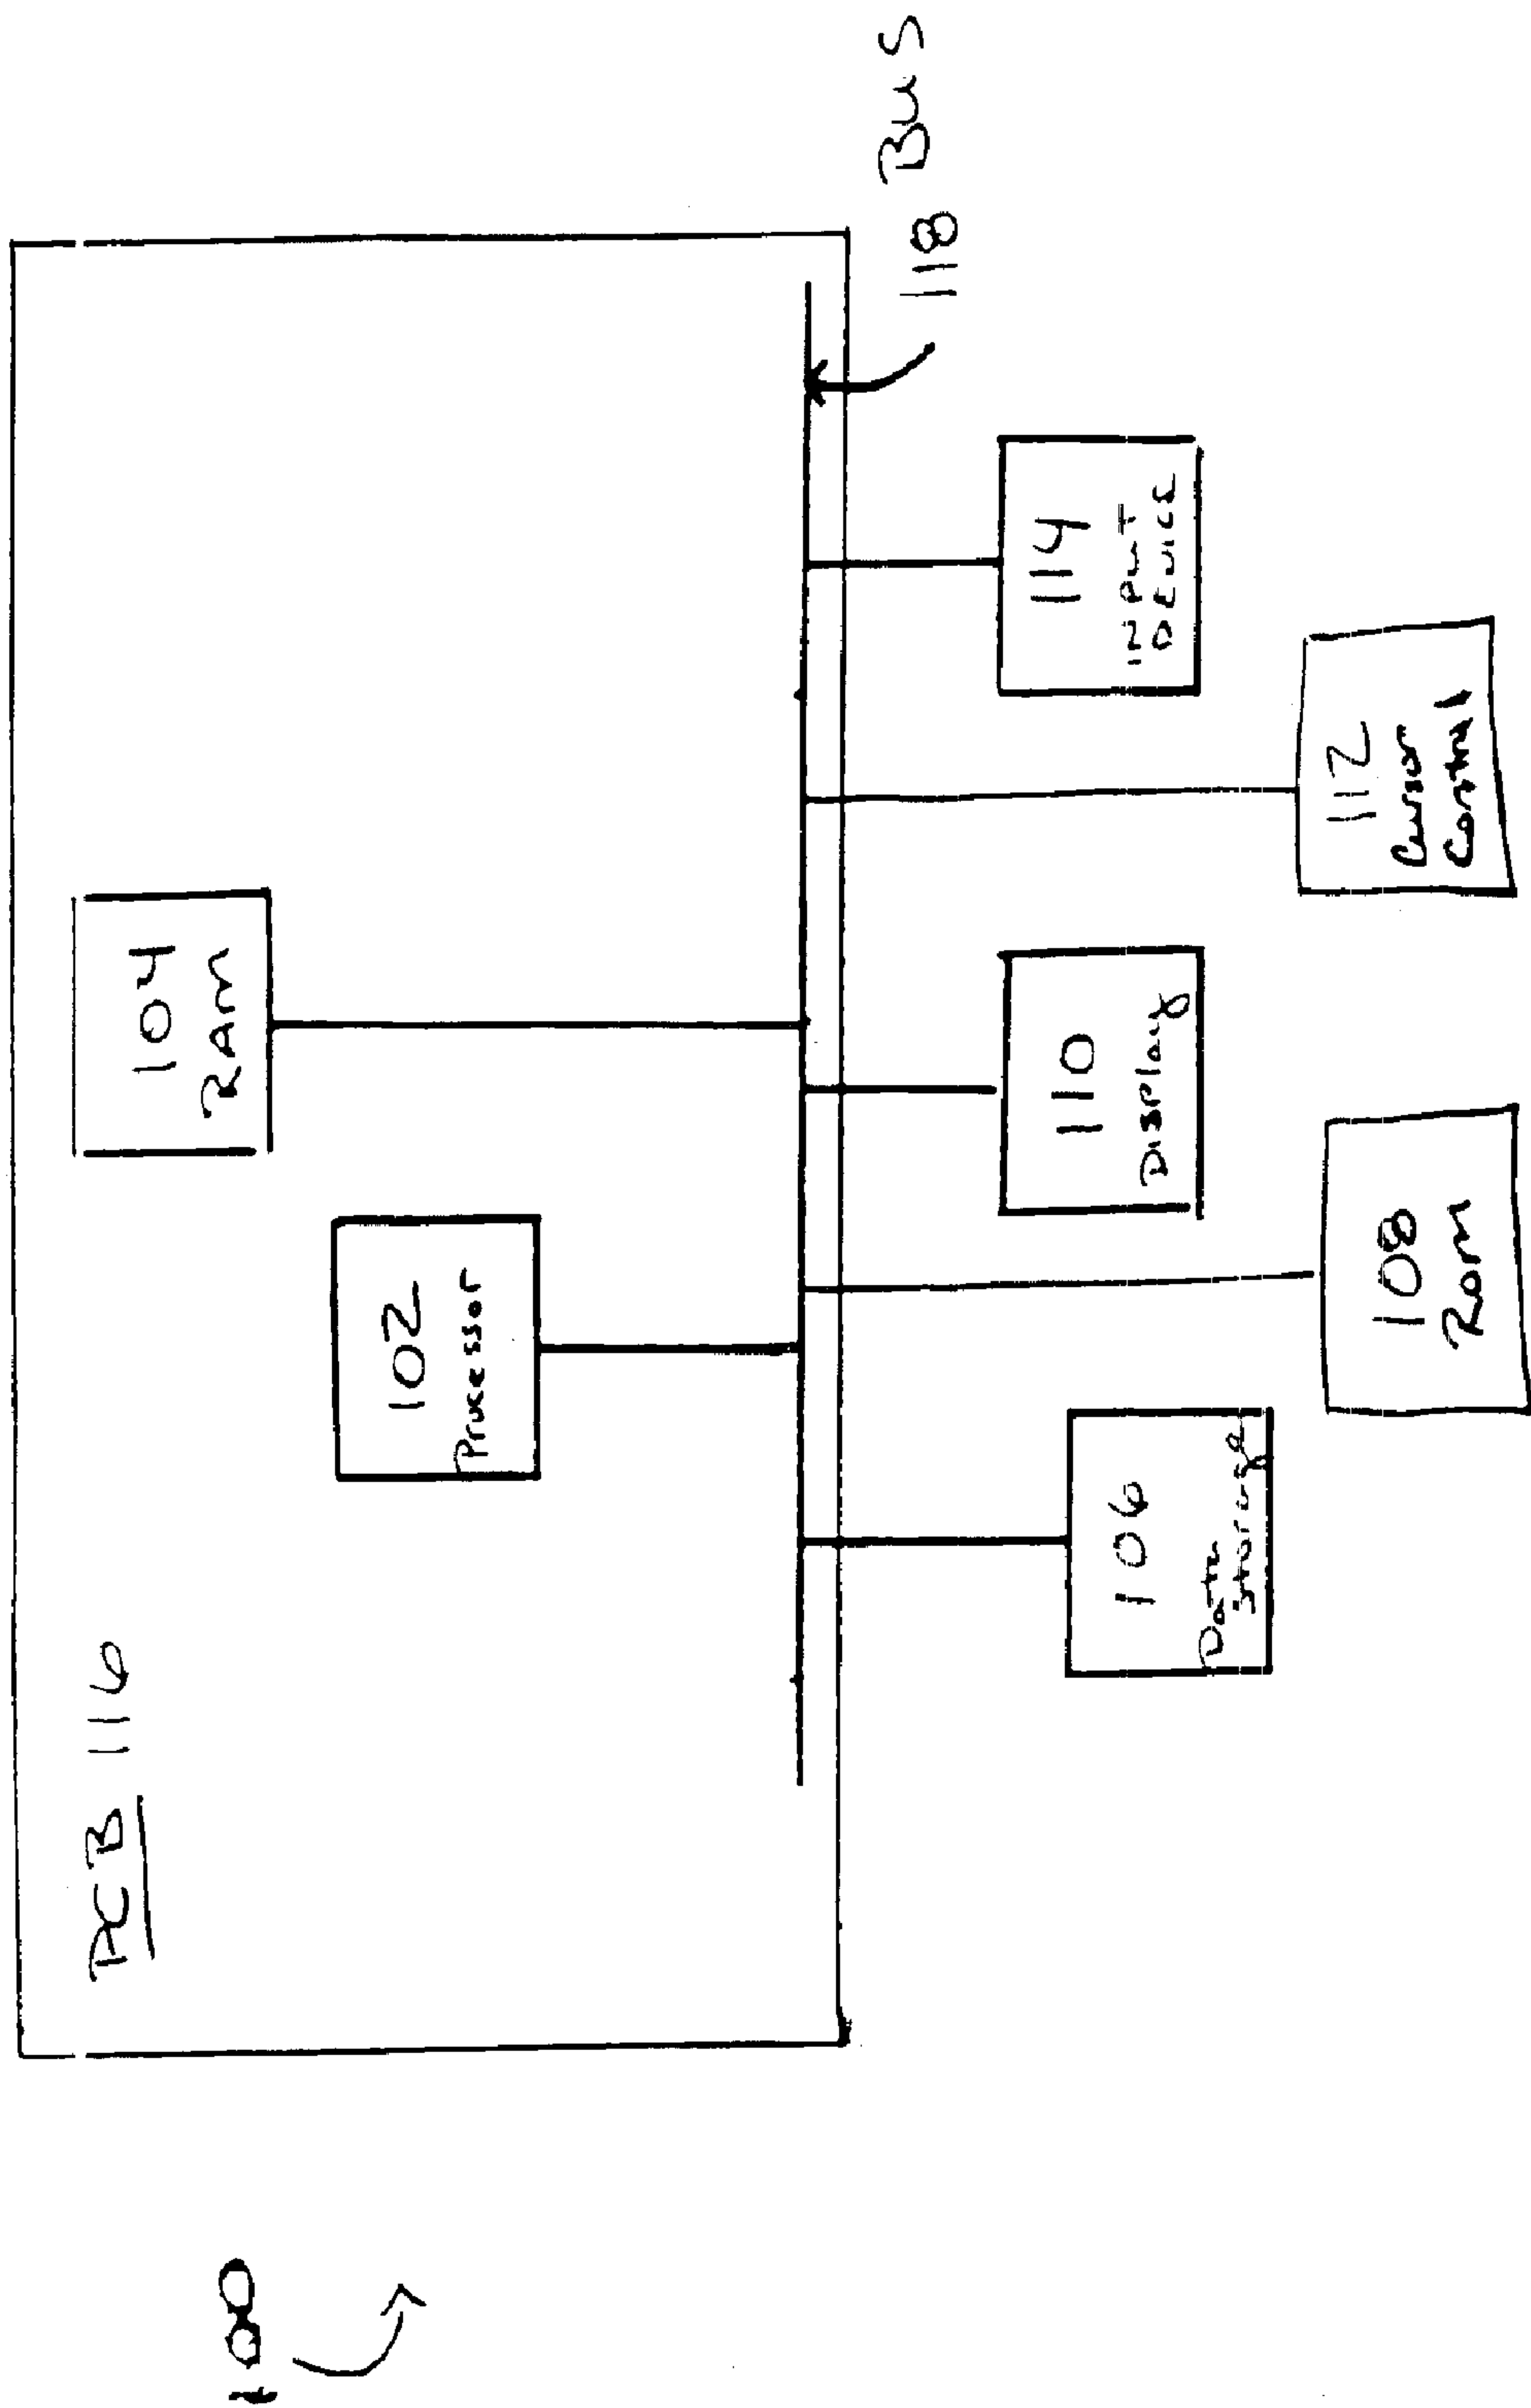 100
PCB 116
104
RAM
102
Processor
118 Bus
106
Data
Storage
108
Rom
110
Display
112
Cursor
Control
114
INPUT
DEVICE